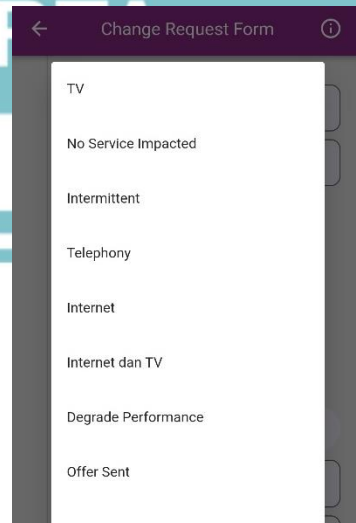 Change Request Form
TV
No Service Impacted
Intermittent
Telephony
Internet
Internet dan TV
Degrade Performance
Offer Sent